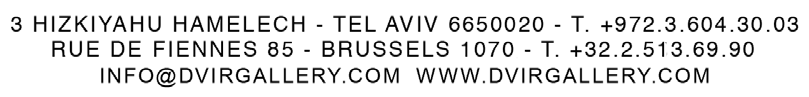 3 HIZKIYAHU HAMELECH - TEL AVIV 6650020 - T. +972.3.604.30.03
RUE DE FIENNES 85 - BRUSSELS 1070 - T. +32.2.513.69.90
INFO@DVIRGALLERY.COM WWW.DVIRGALLERY.COM